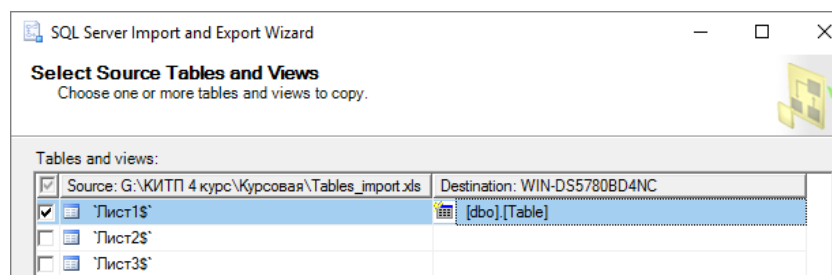 SQL Server Import and Export Wizard
Select Source Tables and Views
Choose one or more tables and views to copy.
Tables and views:
Source: G:\КИТП 4 курс\Курсовая\Tables_import.xls Destination: WIN-DS5780BD4NC
`Лист1$` [dbo].[Table]
`Лист2$`
`Лист3$`